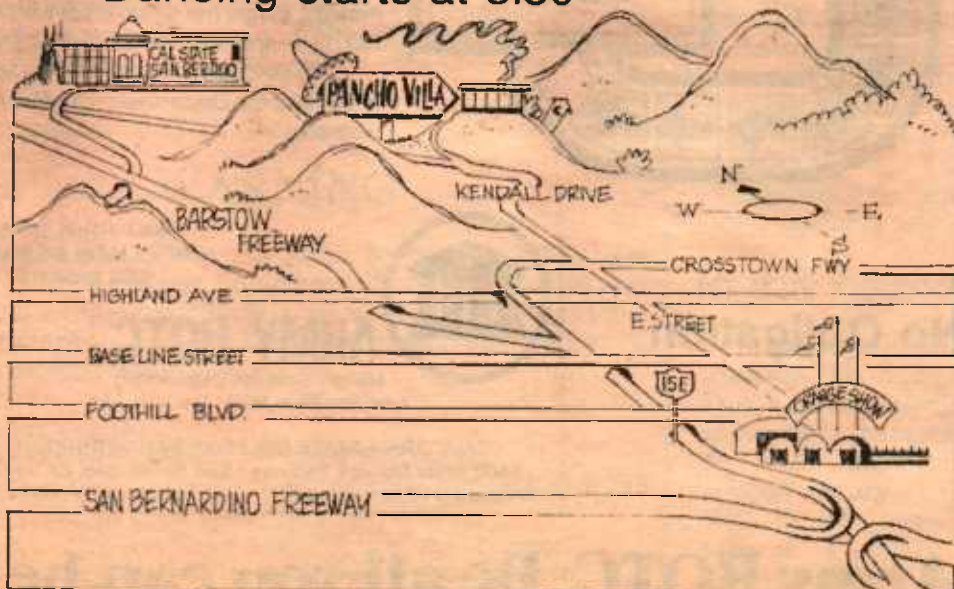 Dancing starts at 8:30
CAL STATE
SAN BERDOO
PANCHO VILLA
KENDALL DRIVE
N
W
E
S
BARSTOW
FREEWAY
CROSSTOWN FWY
HIGHLAND AVE
E. STREET
BASE LINE STREET
15E
ORANGE SHOW
FOOTHILL BLVD.
SAN BERNARDINO FREEWAY